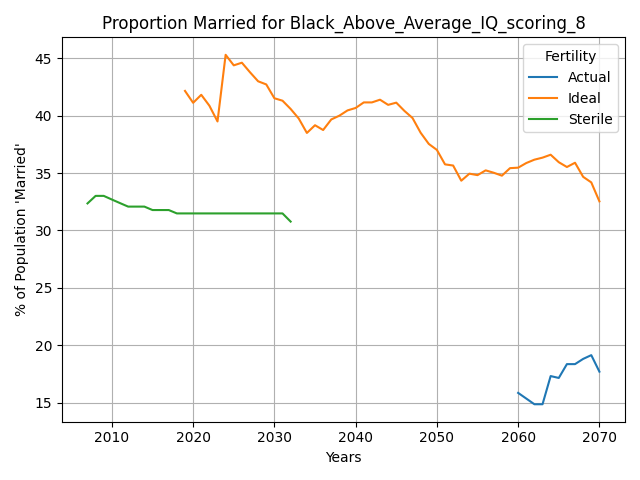 Proportion Married for Black_Above_Average_IQ_scoring_8
% of Population 'Married'
45
40
35
30
25
20
15
Fertility
Actual
Ideal
Sterile
2010 2020 2030 2040 2050 2060 2070
Years